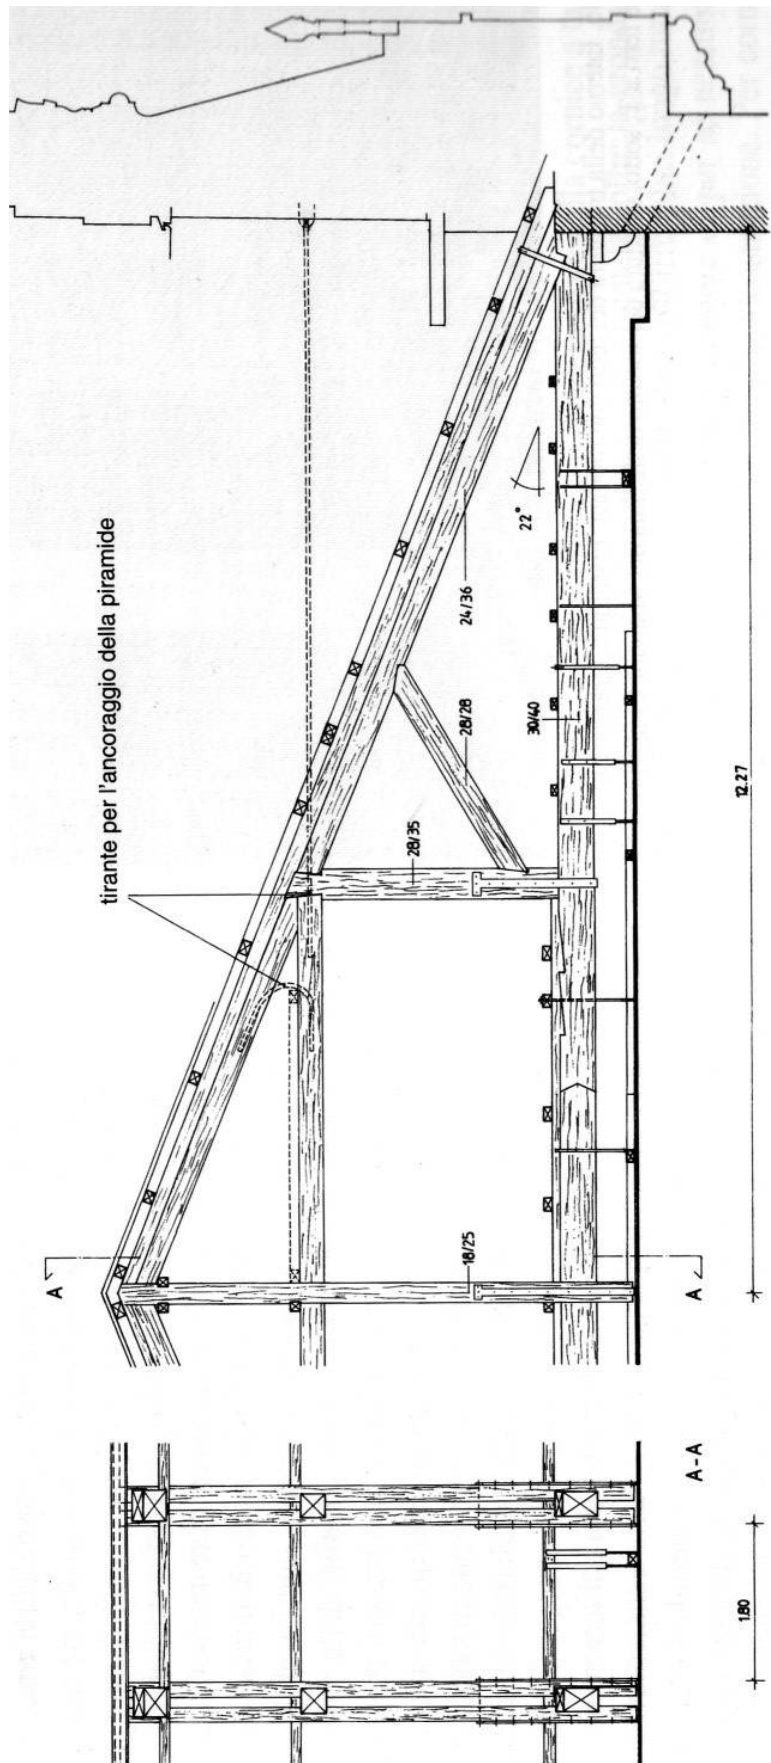 tirante per l'ancoraggio della piramide
22°
24/36
28/28
30/40
28/35
12.27
18/25
A
A
A-A
1.80